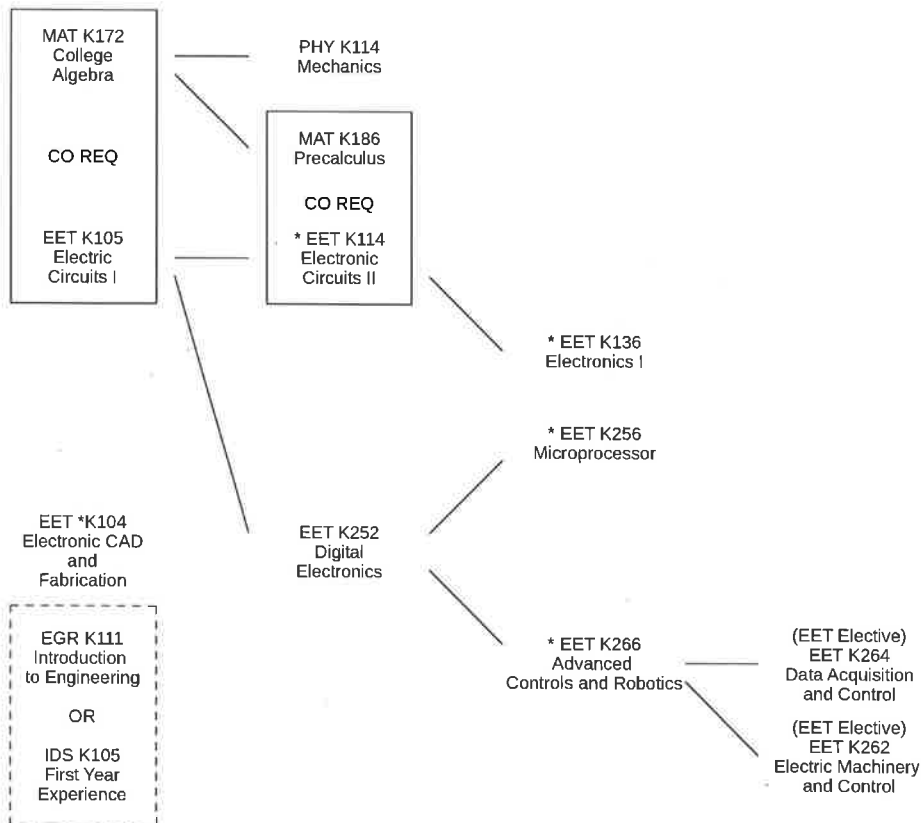 MAT K172
College
Algebra
CO REQ
EET K105
Electric
Circuits I
PHY K114
Mechanics
MAT K186
Precalculus
CO REQ
* EET K114
Electronic
Circuits II
* EET K136
Electronics I
* EET K256
Microprocessor
EET *K104
Electronic CAD
and
Fabrication
EET K252
Digital
Electronics
EGR K111
Introduction
to Engineering
OR
IDS K105
First Year
Experience
* EET K266
Advanced
Controls and Robotics
(EET Elective)
EET K264
Data Acquisition
and Control
(EET Elective)
EET K262
Electric Machinery
and Control